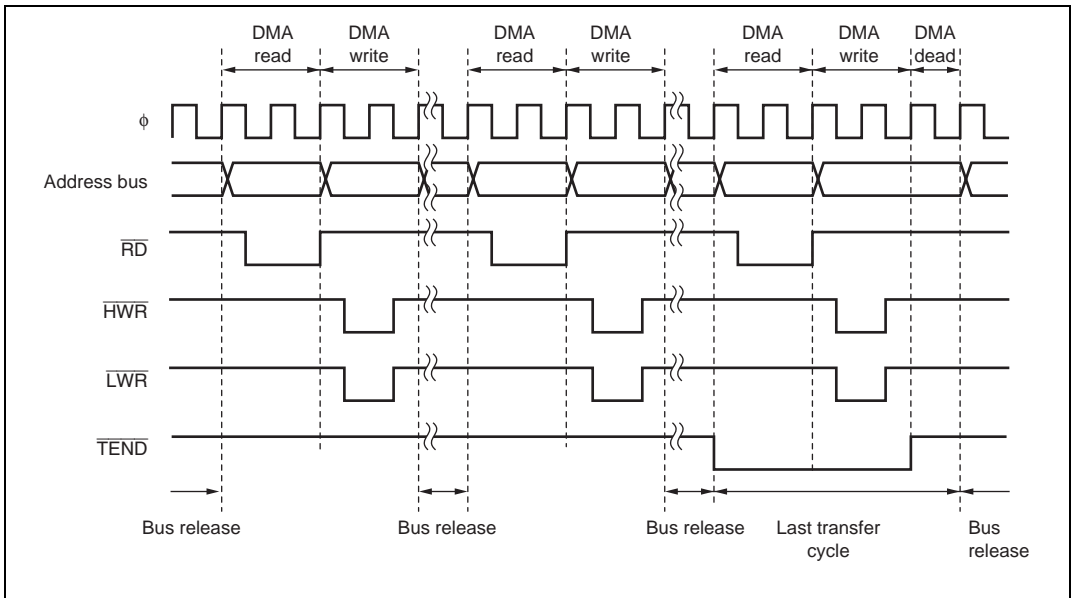 DMA read
DMA write
DMA read
DMA write
DMA read
DMA write
DMA dead
φ
Address bus
RD
HWR
LWR
TEND
Bus release
Bus release
Bus release
Last transfer cycle
Bus release